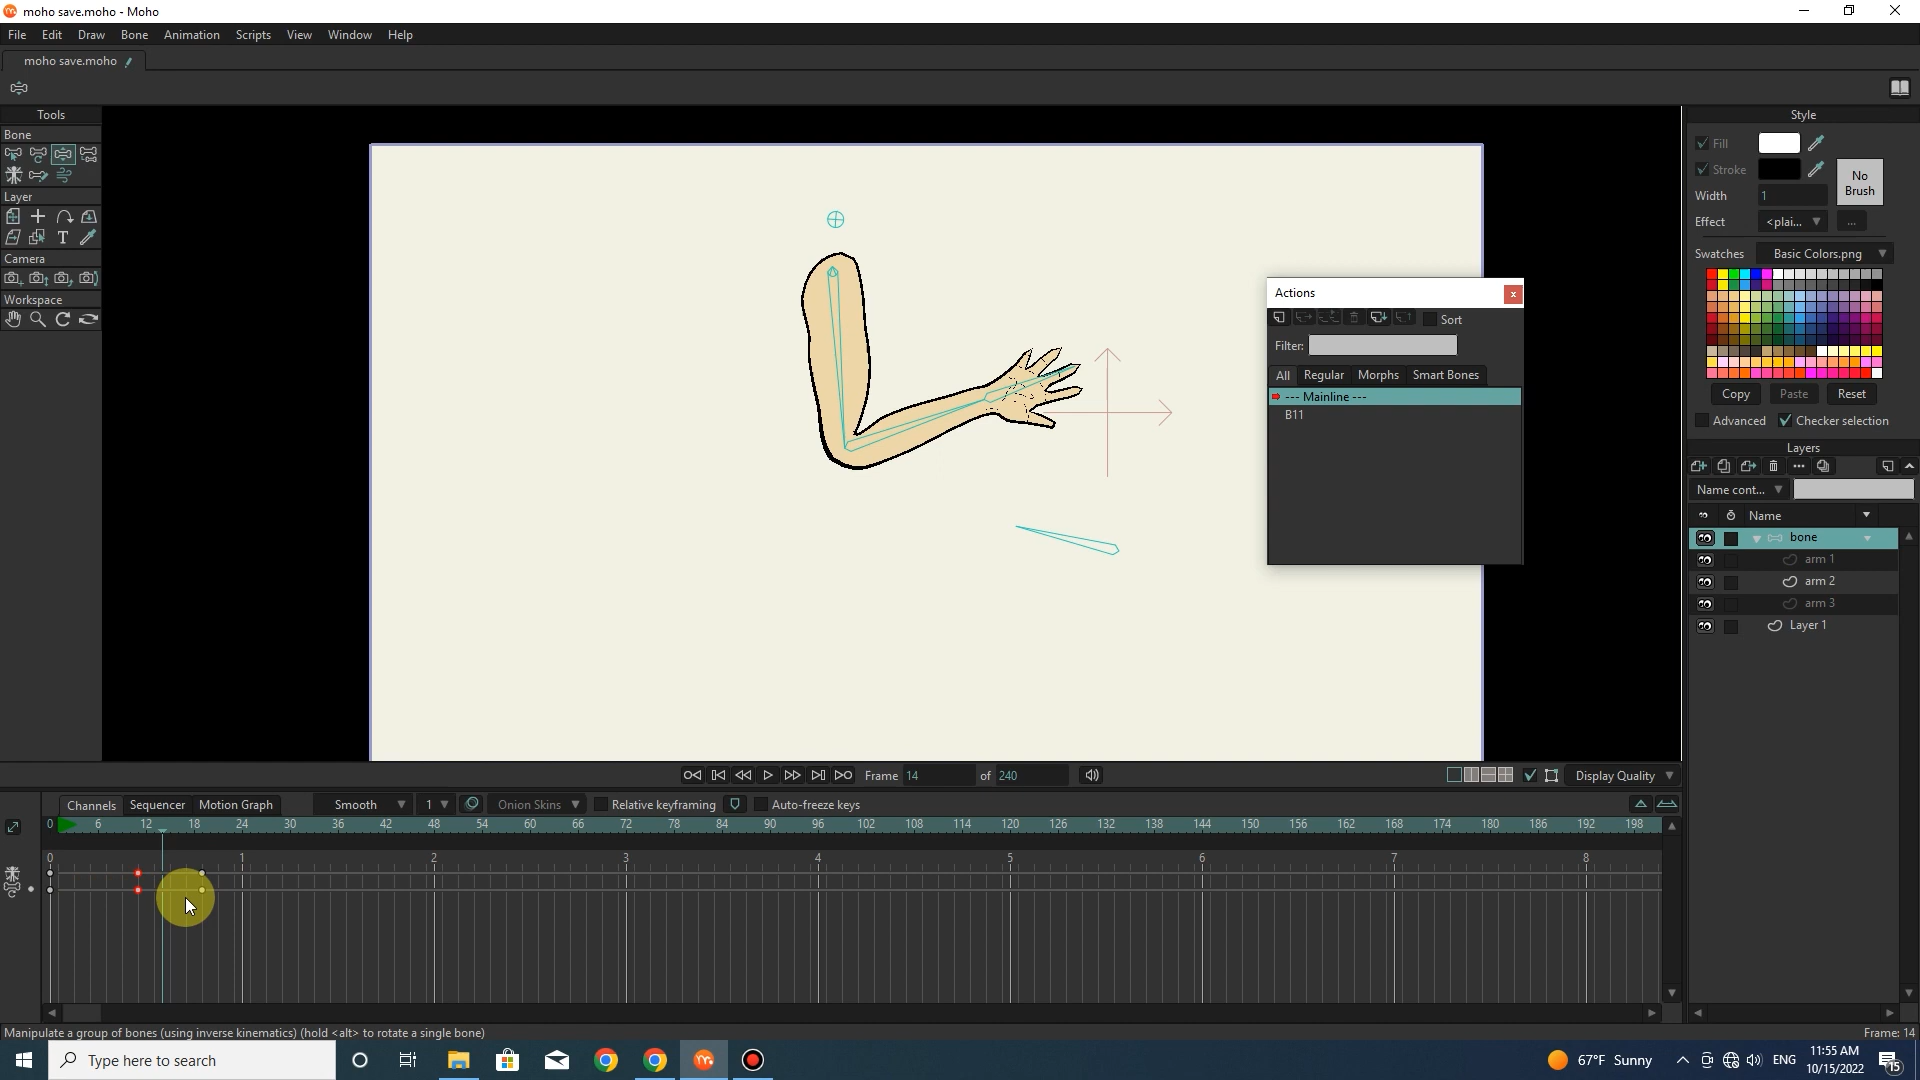 moho save.moho - Moho
File Edit Draw Bone Animation Scripts View Window Help
moho save.moho
Tools
Bone
Layer
T
Camera
Workspace
Style
Fill
Stroke
No Brush
Width 1
Effect <plai... ...
Swatches Basic Colors.png
Copy Paste Reset
Advanced Checker selection
Layers
Name cont...
Name
bone
arm 1
arm 2
arm 3
Layer 1
Actions x
Sort
Filter:
All Regular Morphs Smart Bones
--- Mainline ---
B11
Frame 14 of 240 Display Quality
Channels Sequencer Motion Graph Smooth 1 Onion Skins Relative keyframing Auto-freeze keys
0 6 12 18 24 30 36 42 48 54 60 66 72 78 84 90 96 102 108 114 120 126 132 138 144 150 156 162 168 174 180 186 192 198
0 1 2 3 4 5 6 7 8
Manipulate a group of bones (using inverse kinematics) (hold <alt> to rotate a single bone) Frame: 14
Type here to search
67°F Sunny
ENG
11:55 AM
10/15/2022
15